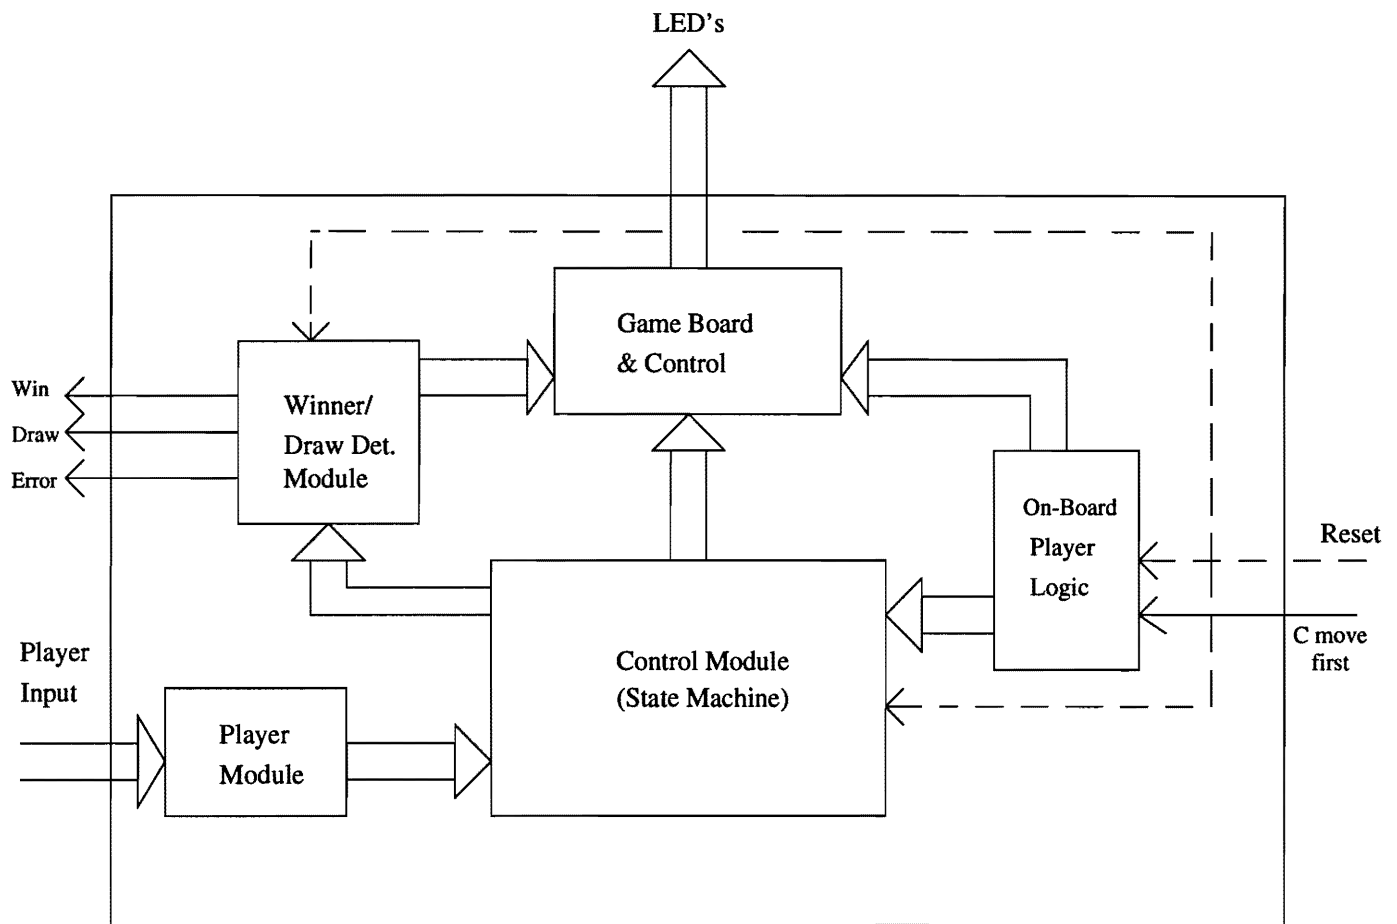 LED's
Game Board
& Control
Win
Draw
Error
Winner/
Draw Det.
Module
On-Board
Player
Logic
Reset
C move
first
Player
Input
Control Module
(State Machine)
Player
Module